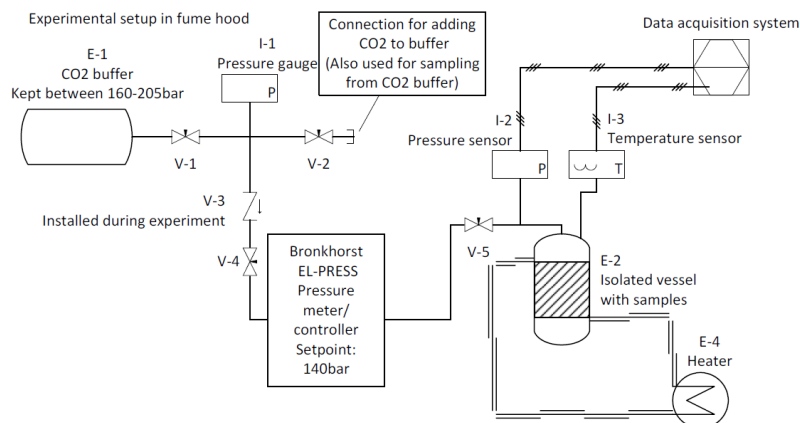 Experimental setup in fume hood
E-1
CO2 buffer
Kept between 160-205bar
I-1
Pressure gauge
P
Connection for adding
CO2 to buffer
(Also used for sampling
from CO2 buffer)
Data acquisition system
V-1
V-2
I-2
Pressure sensor
P
I-3
Temperature sensor
T
V-3
Installed during experiment
V-4
Bronkhorst
EL-PRESS
Pressure
meter/
controller
Setpoint:
140bar
V-5
E-2
Isolated vessel
with samples
E-4
Heater